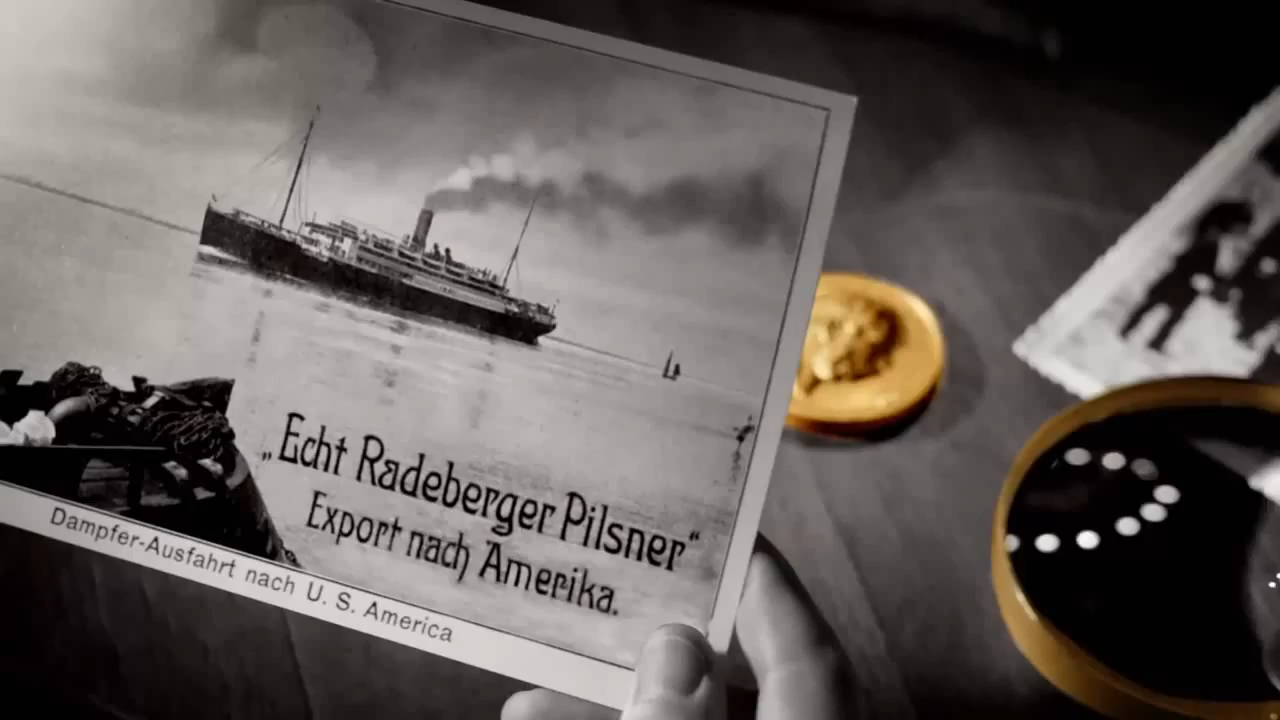 „Echt Radeberger Pilsner“
Export nach Amerika.
Dampfer-Ausfahrt nach U. S. America